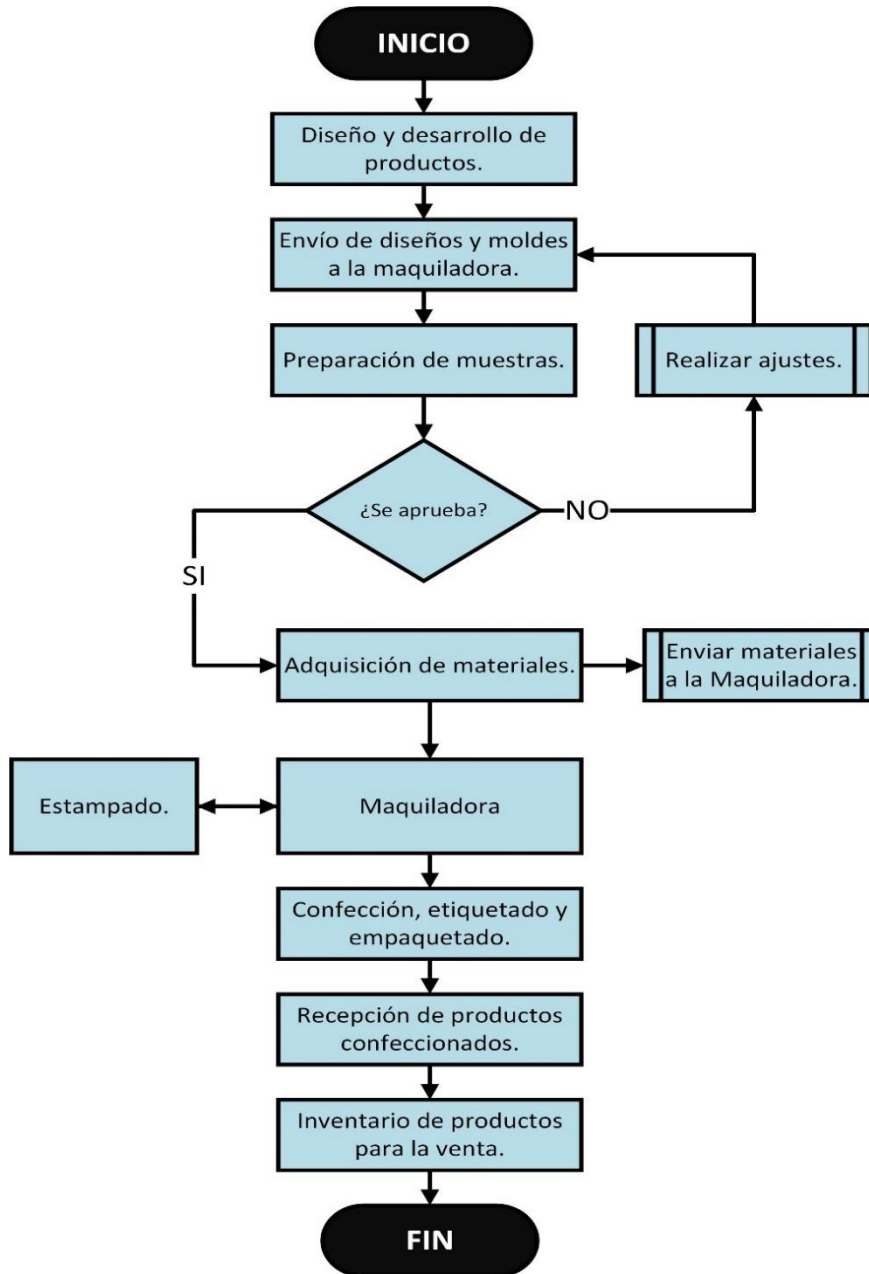 INICIO
Diseño y desarrollo de
productos.
Envío de diseños y moldes
a la maquiladora.
Preparación de muestras.
Realizar ajustes.
¿Se aprueba?
NO
SI
Adquisición de materiales.
Enviar materiales
a la Maquiladora.
Estampado.
Maquiladora
Confección, etiquetado y
empaquetado.
Recepción de productos
confeccionados.
Inventario de productos
para la venta.
FIN